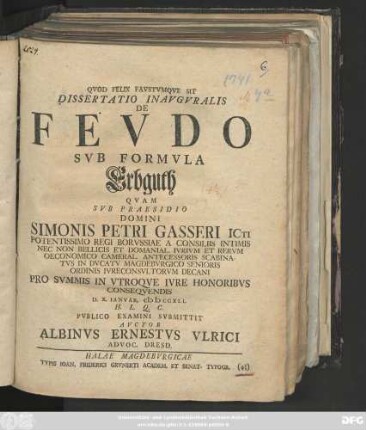 QVOD FELIX FAVSTVMQVE SIT
DISSERTATIO INAVGVRALIS
DE
FEVDO
SVB FORMVLA
Erbguth
QVAM
SVB PRAESIDIO
DOMINI
SIMONIS PETRI GASSERI ICTI
POTENTISSIMO REGI BORVSSIAE A CONSILIIS INTIMIS
NEC NON BELLICIS ET DOMANIAL. IVRIVM ET RERVM
OECONOMICO CAMERAL. ANTECESSORIS SCABINA-
TVS IN DVCATV MAGDEBVRGICO SENIORIS
ORDINIS IVRECONSVLTORVM DECANI
PRO SVMMIS IN VTROQVE IVRE HONORIBVS
CONSEQVENDIS
D. X. IANVAR. CIƆIƆCCXLI.
H. L. Q. C.
PVBLICO EXAMINI SVBMITTIT
AVCTOR
ALBINVS ERNESTVS VLRICI
ADVOC. DRESD.
HALAE MAGDEBVRGICAE
TYPIS IOAN. FRIDERICI GRVNERTI ACADEM. ET SENAT. TYPOGR.